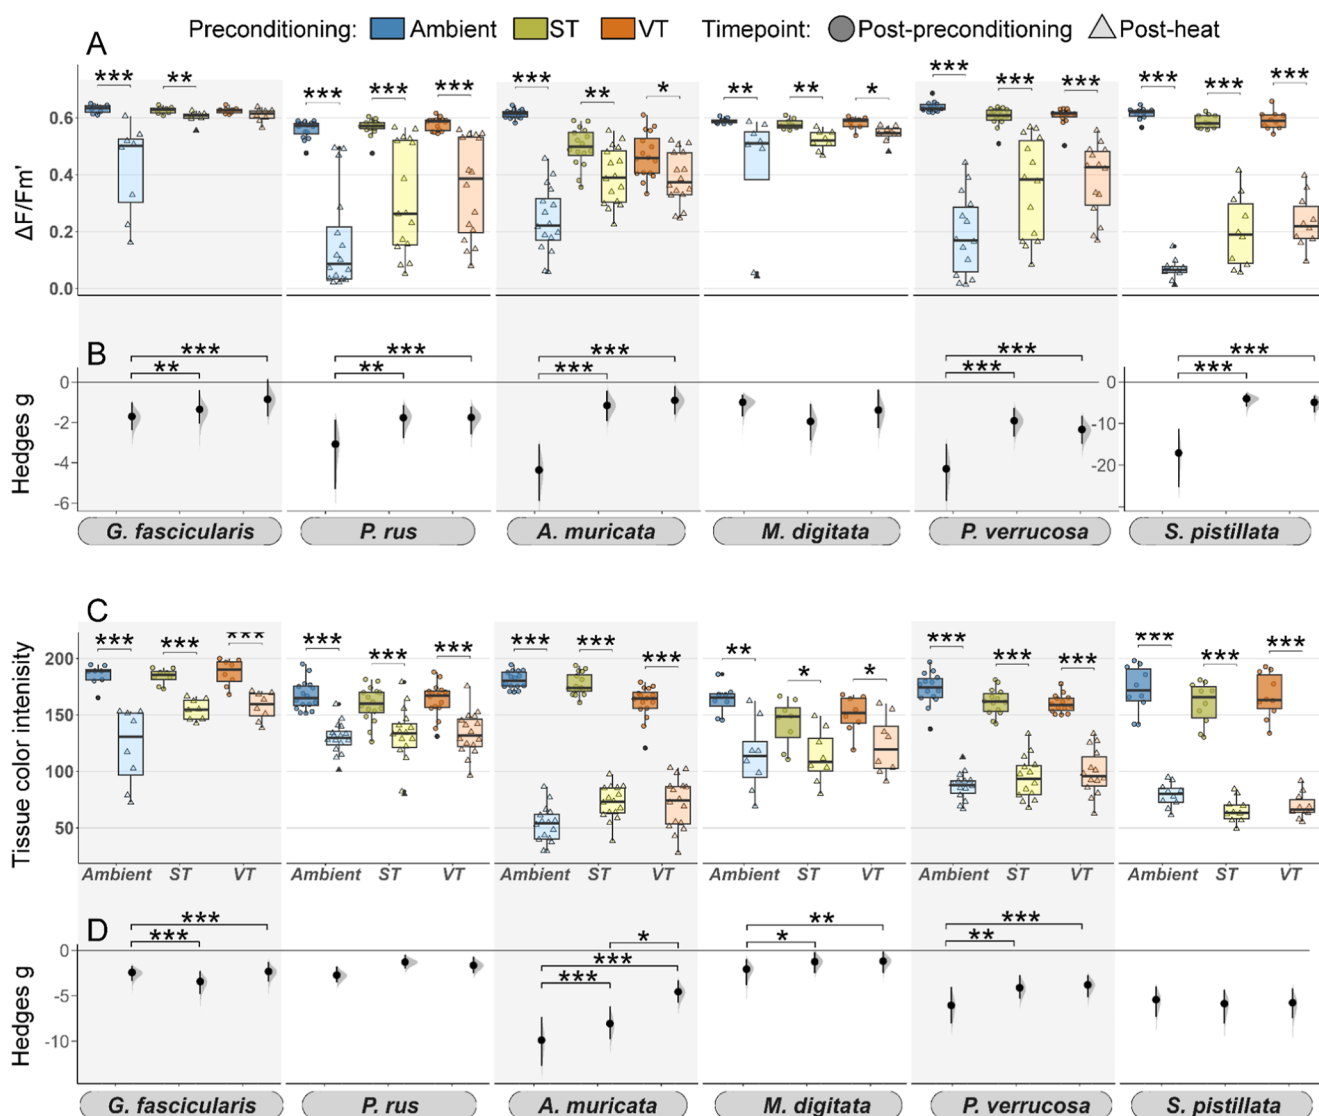 Preconditioning: Ambient ST VT Timepoint: Post-preconditioning Post-heat
A
*** ** *** *** *** *** ** * ** ** * *** *** *** *** *** ***
ΔF/Fm'
0.6
0.4
0.2
0.0
B
*** ** *** ** *** *** *** *** *** ***
Hedges g
0
-2
-4
-6
0
-10
-20
G. fascicularis P. rus A. muricata M. digitata P. verrucosa S. pistillata
C
*** *** *** *** *** *** *** *** *** ** * * *** *** *** *** *** ***
Tissue color intensity
200
150
100
50
Ambient ST VT Ambient ST VT Ambient ST VT Ambient ST VT Ambient ST VT Ambient ST VT
D
*** *** * *** *** ** * *** **
Hedges g
0
-5
-10
G. fascicularis P. rus A. muricata M. digitata P. verrucosa S. pistillata